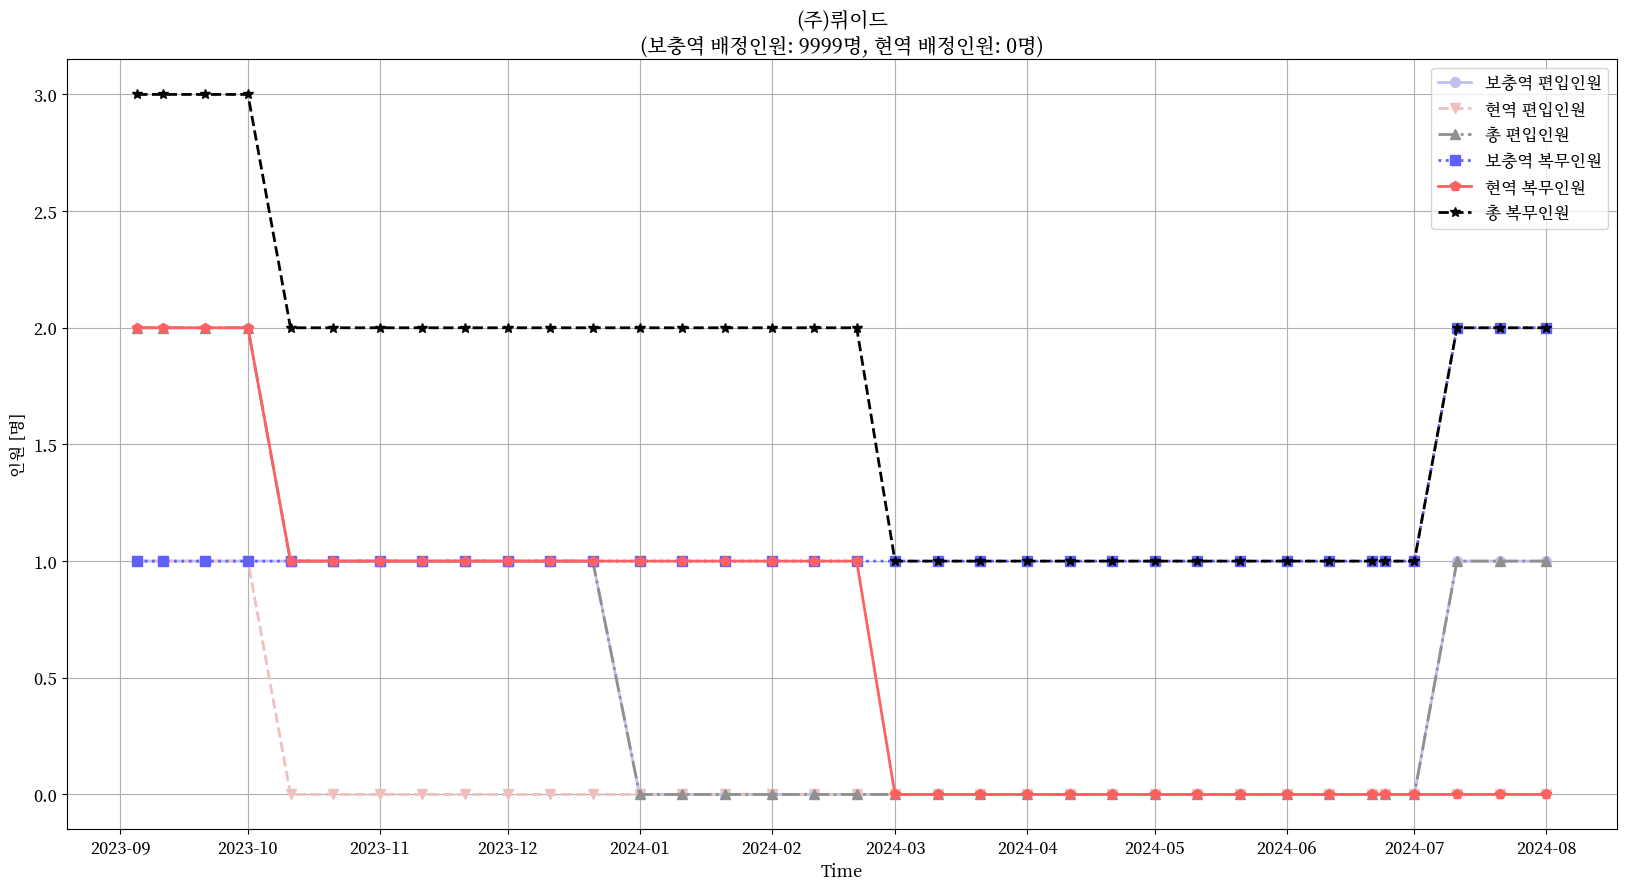 (주)뤼이드
(보충역 배정인원: 9999명, 현역 배정인원: 0명)
보충역 편입인원
현역 편입인원
총 편입인원
보충역 복무인원
현역 복무인원
총 복무인원
인원 [명]
3.0
2.5
2.0
1.5
1.0
0.5
0.0
2023-09 2023-10 2023-11 2023-12 2024-01 2024-02 2024-03 2024-04 2024-05 2024-06 2024-07 2024-08
Time